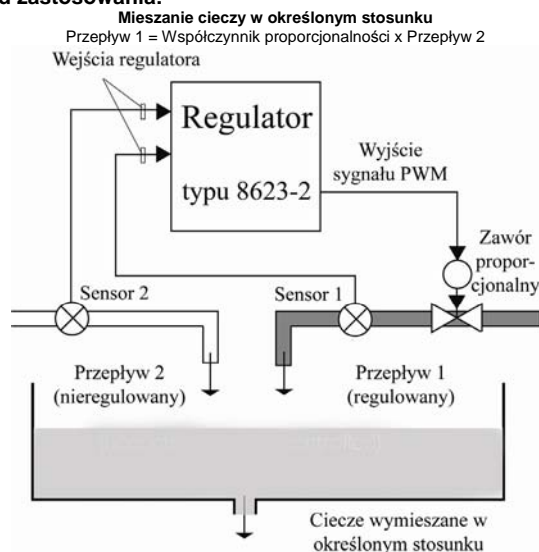 d zastosowania:
Mieszanie cieczy w określonym stosunku
Przepływ 1 = Współczynnik proporcjonalności x Przepływ 2
Wejścia regulatora
Regulator
typu 8623-2
Wyjście
sygnału PWM
Zawór
propor-
cjonalny
Sensor 2
Sensor 1
Przepływ 2
(nieregulowany)
Przepływ 1
(regulowany)
Ciecze wymieszane w
określonym stosunku